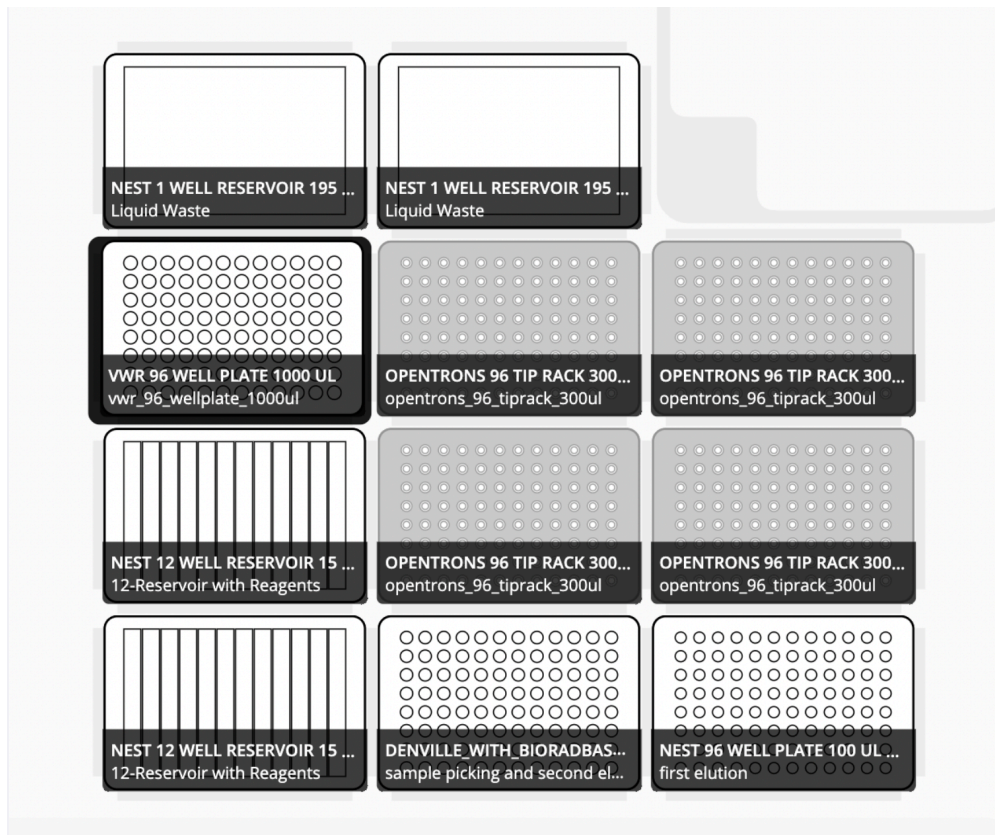 NEST 1 WELL RESERVOIR 195 ...
Liquid Waste
NEST 1 WELL RESERVOIR 195 ...
Liquid Waste
VWR 96 WELL PLATE 1000 UL
vwr_96_wellplate_1000ul
OPENTRONS 96 TIP RACK 300...
opentrons_96_tiprack_300ul
OPENTRONS 96 TIP RACK 300...
opentrons_96_tiprack_300ul
NEST 12 WELL RESERVOIR 15 ...
12-Reservoir with Reagents
OPENTRONS 96 TIP RACK 300...
opentrons_96_tiprack_300ul
OPENTRONS 96 TIP RACK 300...
opentrons_96_tiprack_300ul
NEST 12 WELL RESERVOIR 15 ...
12-Reservoir with Reagents
DENVILLE_WITH_BIORADBAS...
sample picking and second el...
NEST 96 WELL PLATE 100 UL...
first elution